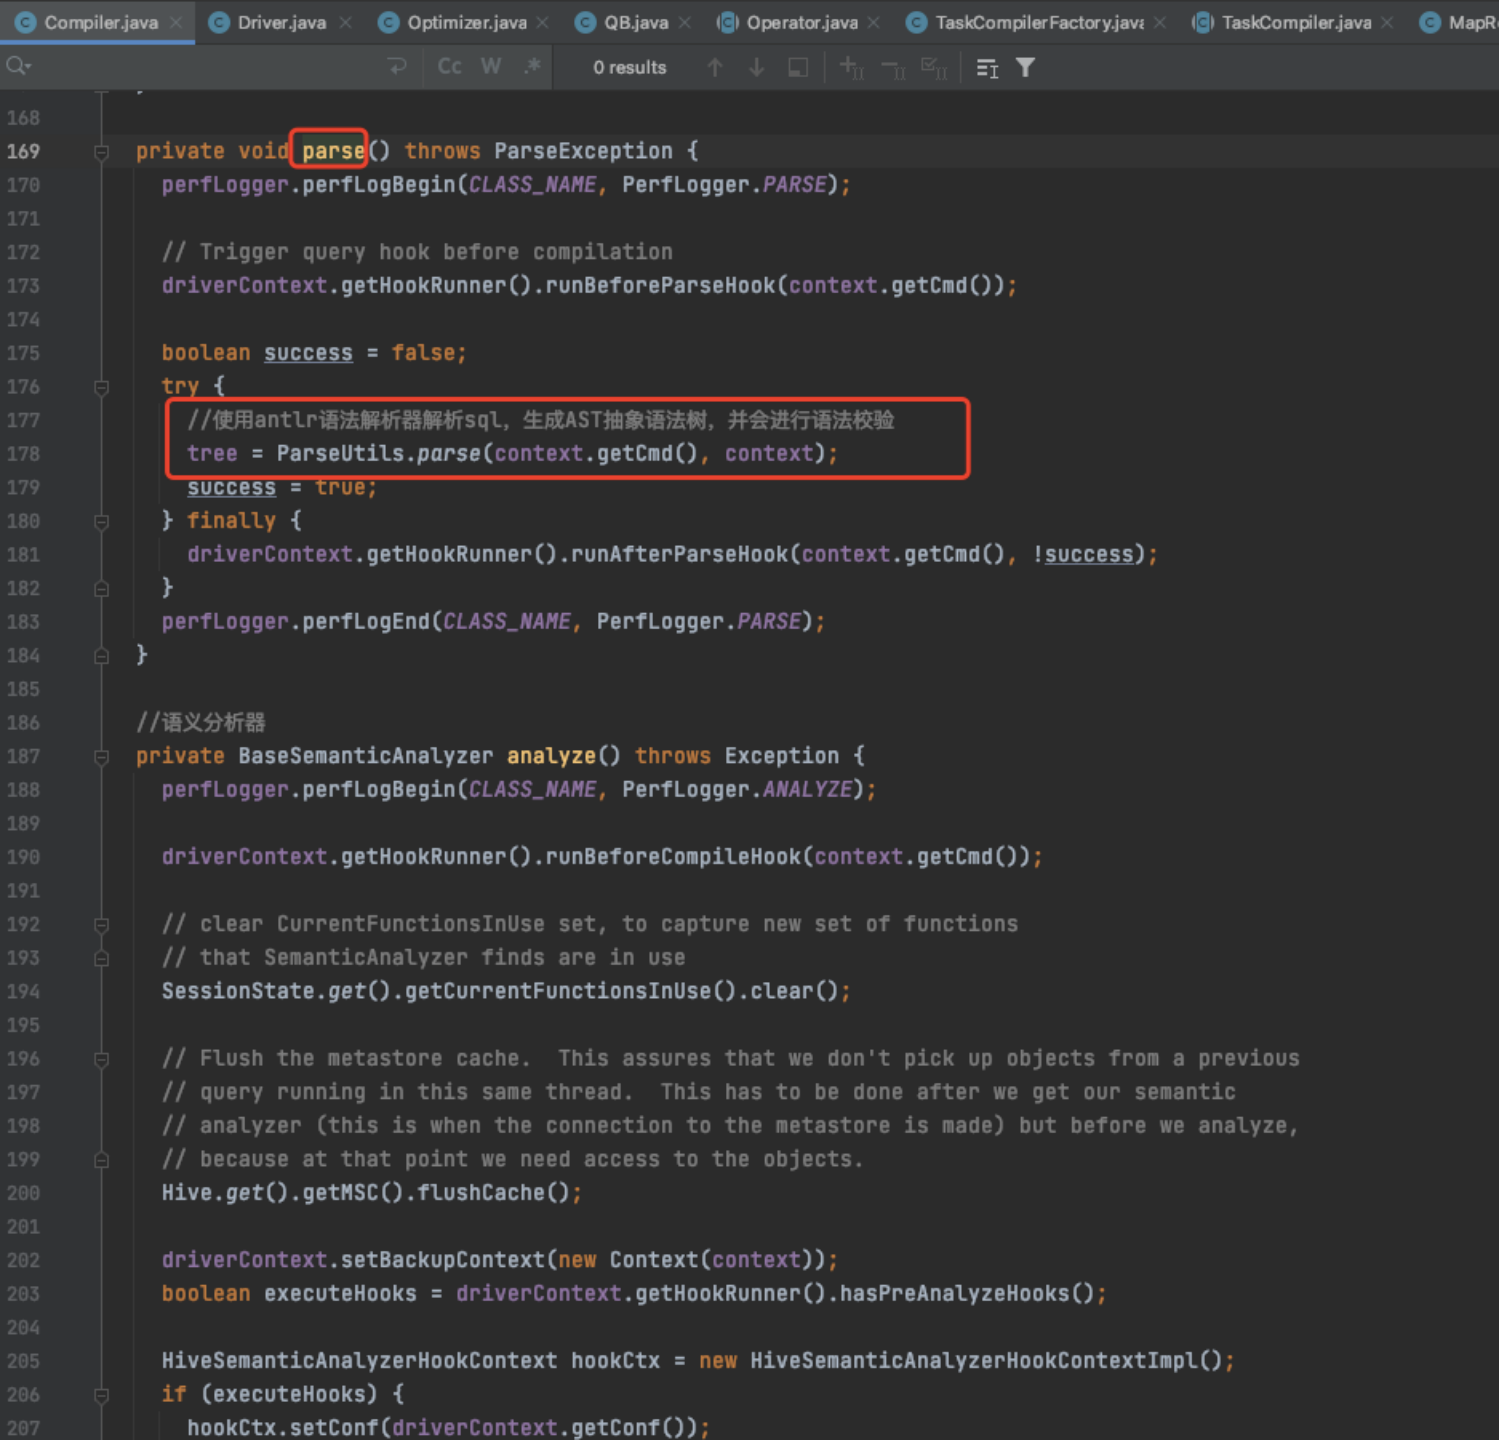 Compiler.java Driver.java Optimizer.java QB.java Operator.java TaskCompilerFactory.java TaskCompiler.java MapR
Cc W .* 0 results
168
169 private void parse() throws ParseException {
170 perfLogger.perfLogBegin(CLASS_NAME, PerfLogger.PARSE);
171
172 // Trigger query hook before compilation
173 driverContext.getHookRunner().runBeforeParseHook(context.getCmd());
174
175 boolean success = false;
176 try {
177 //使用antlr语法解析器解析sql，生成AST抽象语法树，并会进行语法校验
178 tree = ParseUtils.parse(context.getCmd(), context);
179 success = true;
180 } finally {
181 driverContext.getHookRunner().runAfterParseHook(context.getCmd(), !success);
182 }
183 perfLogger.perfLogEnd(CLASS_NAME, PerfLogger.PARSE);
184 }
185
186 //语义分析器
187 private BaseSemanticAnalyzer analyze() throws Exception {
188 perfLogger.perfLogBegin(CLASS_NAME, PerfLogger.ANALYZE);
189
190 driverContext.getHookRunner().runBeforeCompileHook(context.getCmd());
191
192 // clear CurrentFunctionsInUse set, to capture new set of functions
193 // that SemanticAnalyzer finds are in use
194 SessionState.get().getCurrentFunctionsInUse().clear();
195
196 // Flush the metastore cache.  This assures that we don't pick up objects from a previous
197 // query running in this same thread.  This has to be done after we get our semantic
198 // analyzer (this is when the connection to the metastore is made) but before we analyze,
199 // because at that point we need access to the objects.
200 Hive.get().getMSC().flushCache();
201
202 driverContext.setBackupContext(new Context(context));
203 boolean executeHooks = driverContext.getHookRunner().hasPreAnalyzeHooks();
204
205 HiveSemanticAnalyzerHookContext hookCtx = new HiveSemanticAnalyzerHookContextImpl();
206 if (executeHooks) {
207 hookCtx.setConf(driverContext.getConf());